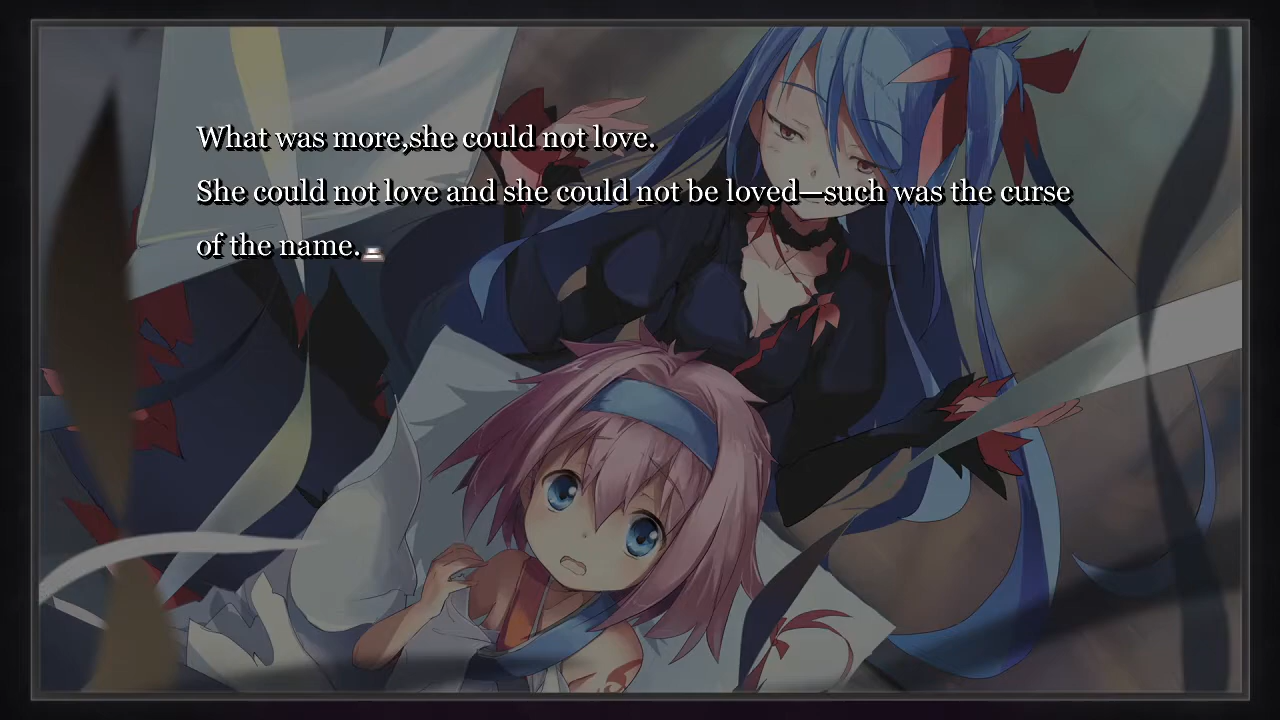 What was more,she could not love.
She could not love and she could not be loved—such was the curse
of the name.